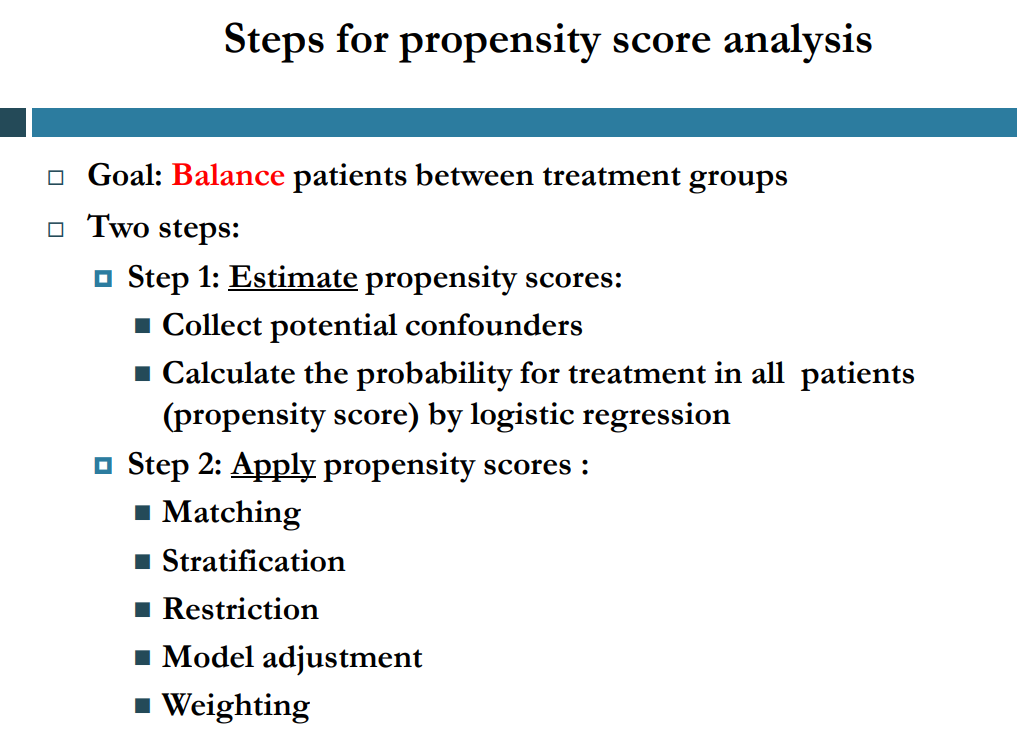 Steps for propensity score analysis
Goal: Balance patients between treatment groups
Two steps:
Step 1: Estimate propensity scores:
Collect potential confounders
Calculate the probability for treatment in all patients
(propensity score) by logistic regression
Step 2: Apply propensity scores :
Matching
Stratification
Restriction
Model adjustment
Weighting